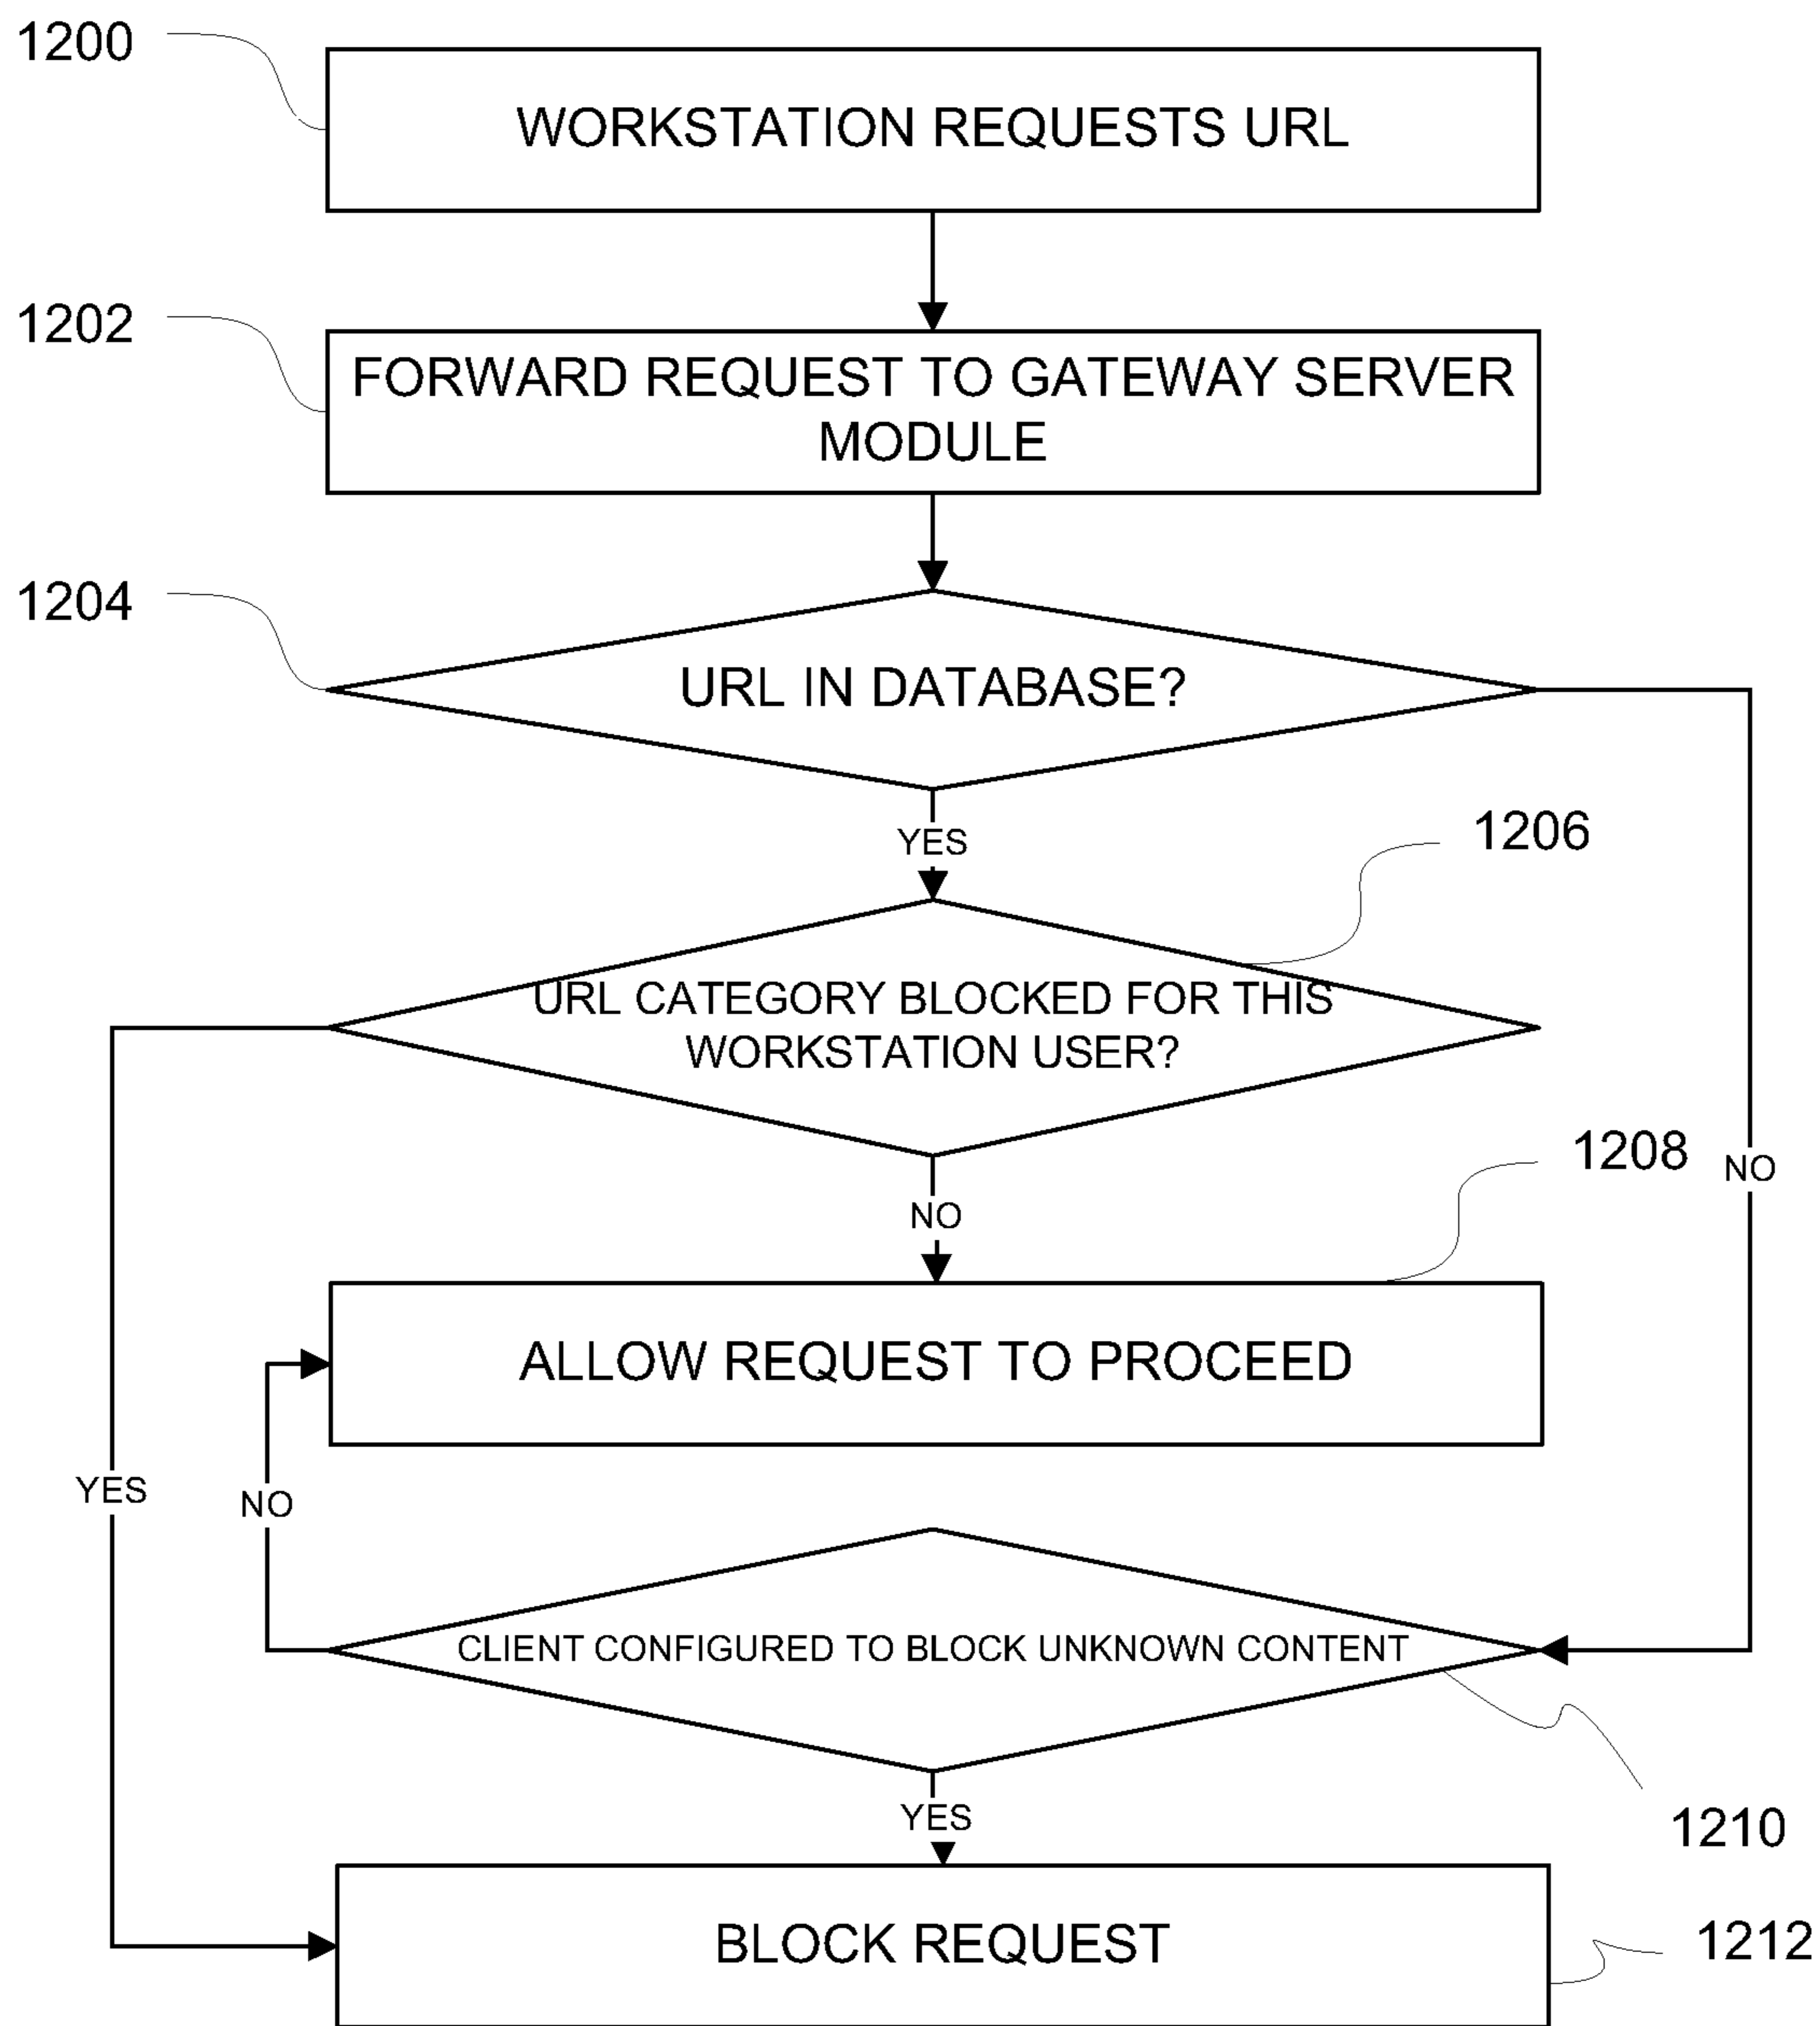 1200
WORKSTATION REQUESTS URL
1202
FORWARD REQUEST TO GATEWAY SERVER
MODULE
1204
URL IN DATABASE?
YES
1206
URL CATEGORY BLOCKED FOR THIS
WORKSTATION USER?
1208
NO
NO
ALLOW REQUEST TO PROCEED
YES
NO
CLIENT CONFIGURED TO BLOCK UNKNOWN CONTENT
YES
1210
BLOCK REQUEST
1212